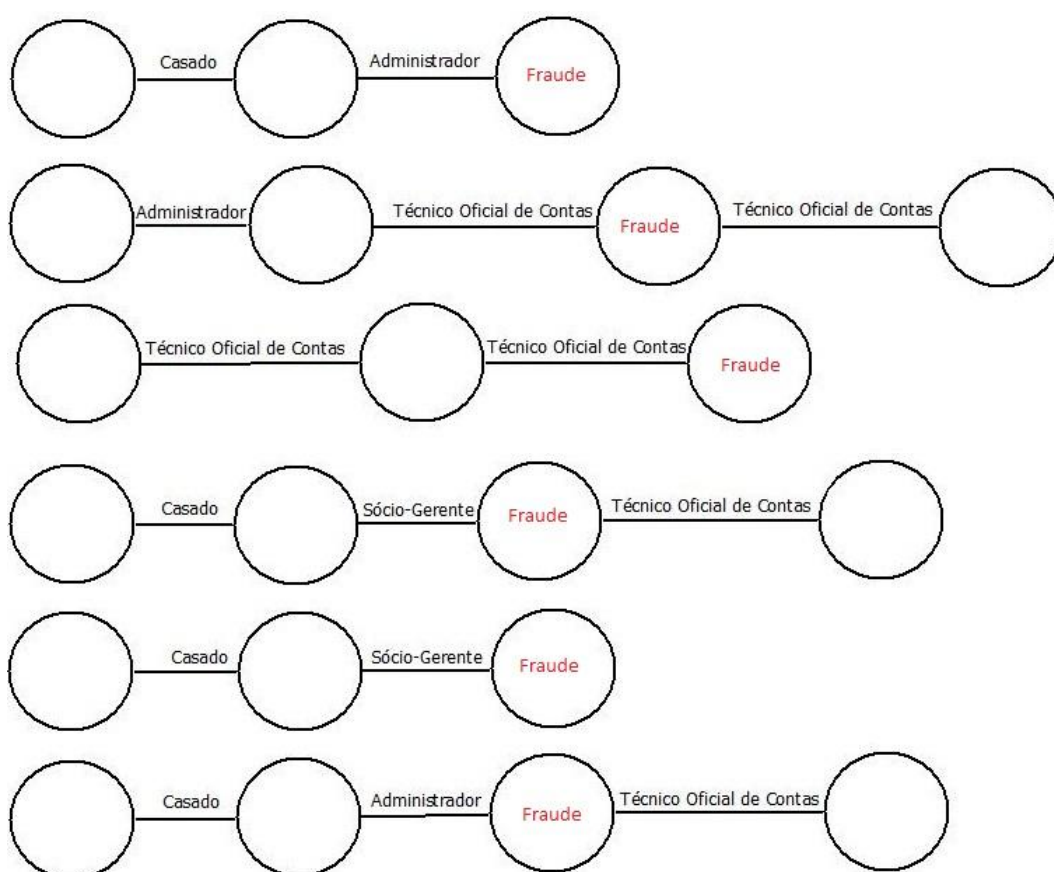 Casado Administrador Fraude
Administrador Técnico Oficial de Contas Fraude Técnico Oficial de Contas
Técnico Oficial de Contas Técnico Oficial de Contas Fraude
Casado Sócio-Gerente Fraude Técnico Oficial de Contas
Casado Sócio-Gerente Fraude
Casado Administrador Fraude Técnico Oficial de Contas